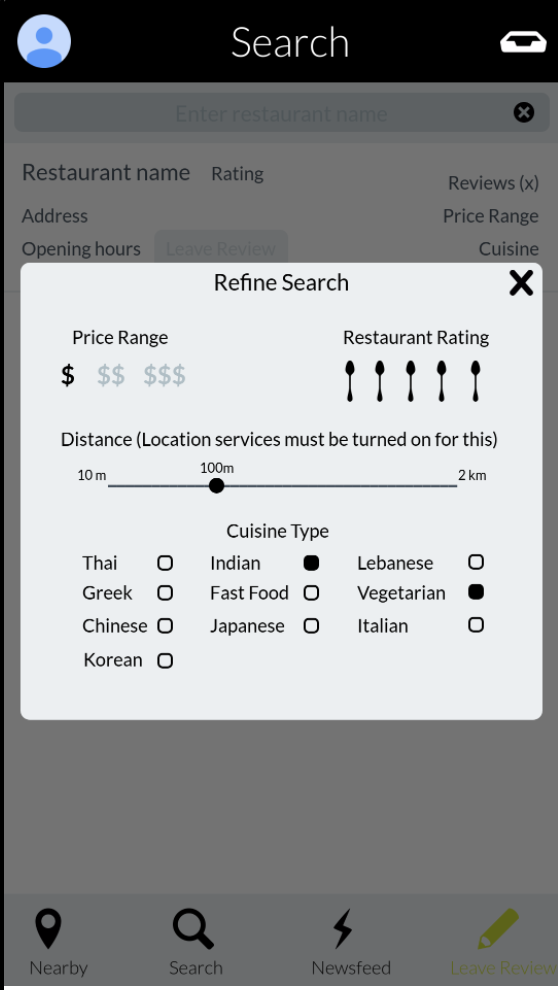 Search
Enter restaurant name
Restaurant name Rating Reviews (x)
Address Price Range
Opening hours Leave Review Cuisine
Refine Search
Price Range Restaurant Rating
$ $$ $$$
Distance (Location services must be turned on for this)
10 m 100m 2 km
Cuisine Type
Thai Indian Lebanese
Greek Fast Food Vegetarian
Chinese Japanese Italian
Korean
Nearby Search Newsfeed Leave Review